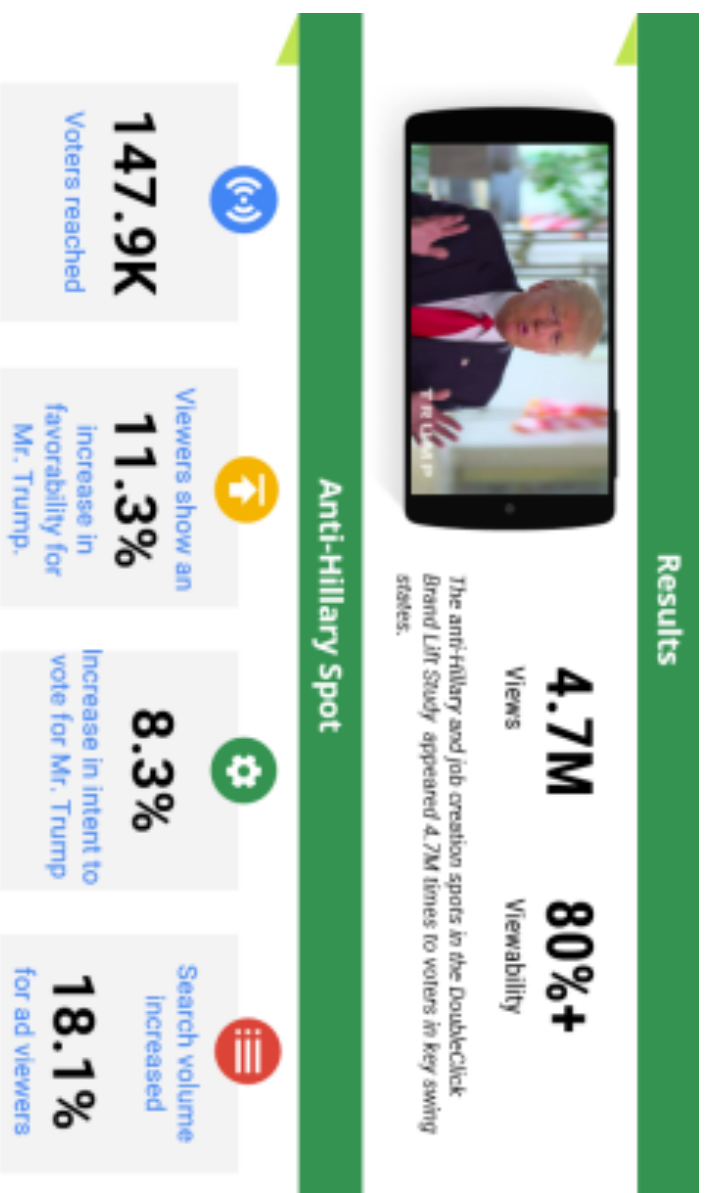 Results
TRUMP
4.7M
Views
80%+
Viewability
The anti-Hillary and job creation spots in the DoubleClick
Brand Lift Study appeared 4.7M times to voters in key swing
states.
Anti-Hillary Spot
147.9K
Voters reached
Viewers show an
11.3%
increase in
favorability for
Mr. Trump.
8.3%
Increase in intent to
vote for Mr. Trump
Search volume
increased
18.1%
for ad viewers